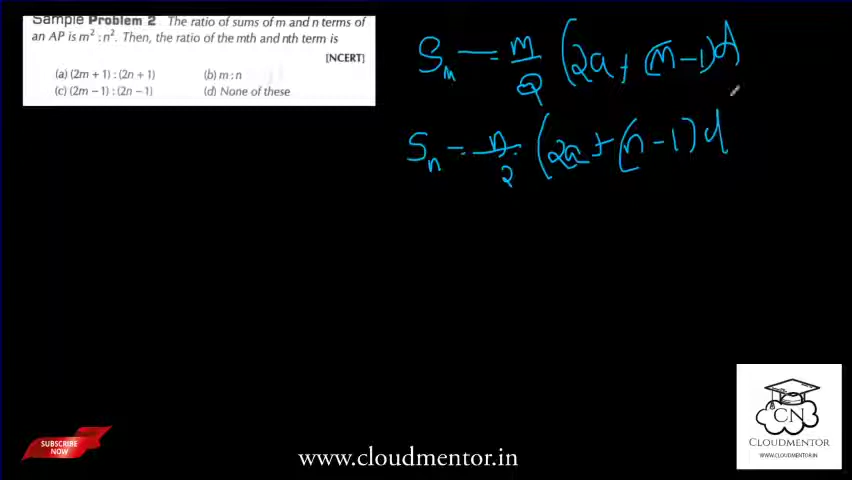 Sample Problem 2 The ratio of sums of m and n terms of
an AP is m² : n². Then, the ratio of the mth and nth term is
[NCERT]
(a) (2m + 1) : (2n + 1) (b) m : n
(c) (2m − 1) : (2n − 1) (d) None of these
Sm = m/2 (2a + (m-1)d
Sn = n/2 (2a + (n-1)d
SUBSCRIBE
NOW
www.cloudmentor.in
CN
CLOUDMENTOR
WWW.CLOUDMENTOR.IN